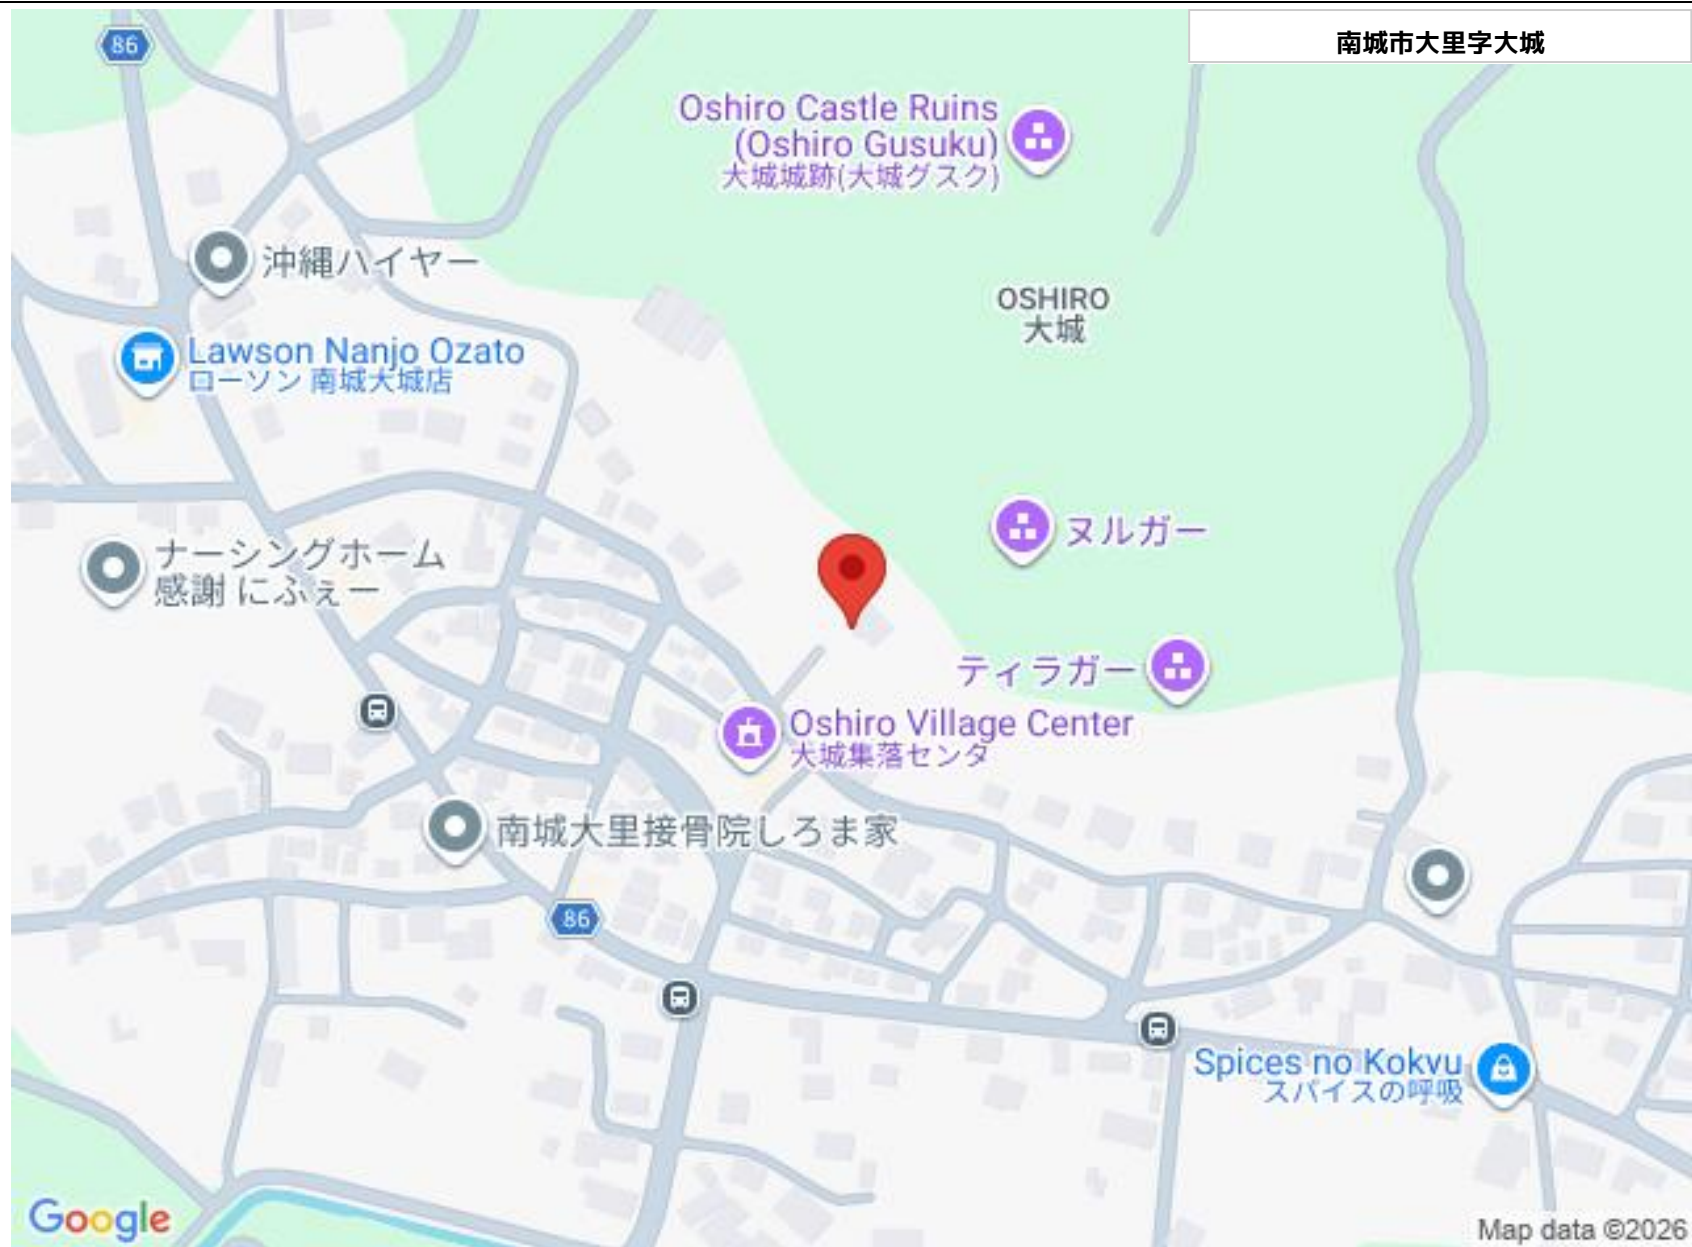 86
南城市大里字大城
Oshiro Castle Ruins
(Oshiro Gusuku)
大城城跡(大城グスク)
沖縄ハイヤー
OSHIRO
大城
Lawson Nanjo Ozato
ローソン 南城大城店
ヌルガー
ナーシングホーム
感謝 にふぇー
ティラガー
Oshiro Village Center
大城集落センタ
南城大里接骨院しろま家
86
Spices no Kokyu
スパイスの呼吸
Google
Map data ©2026